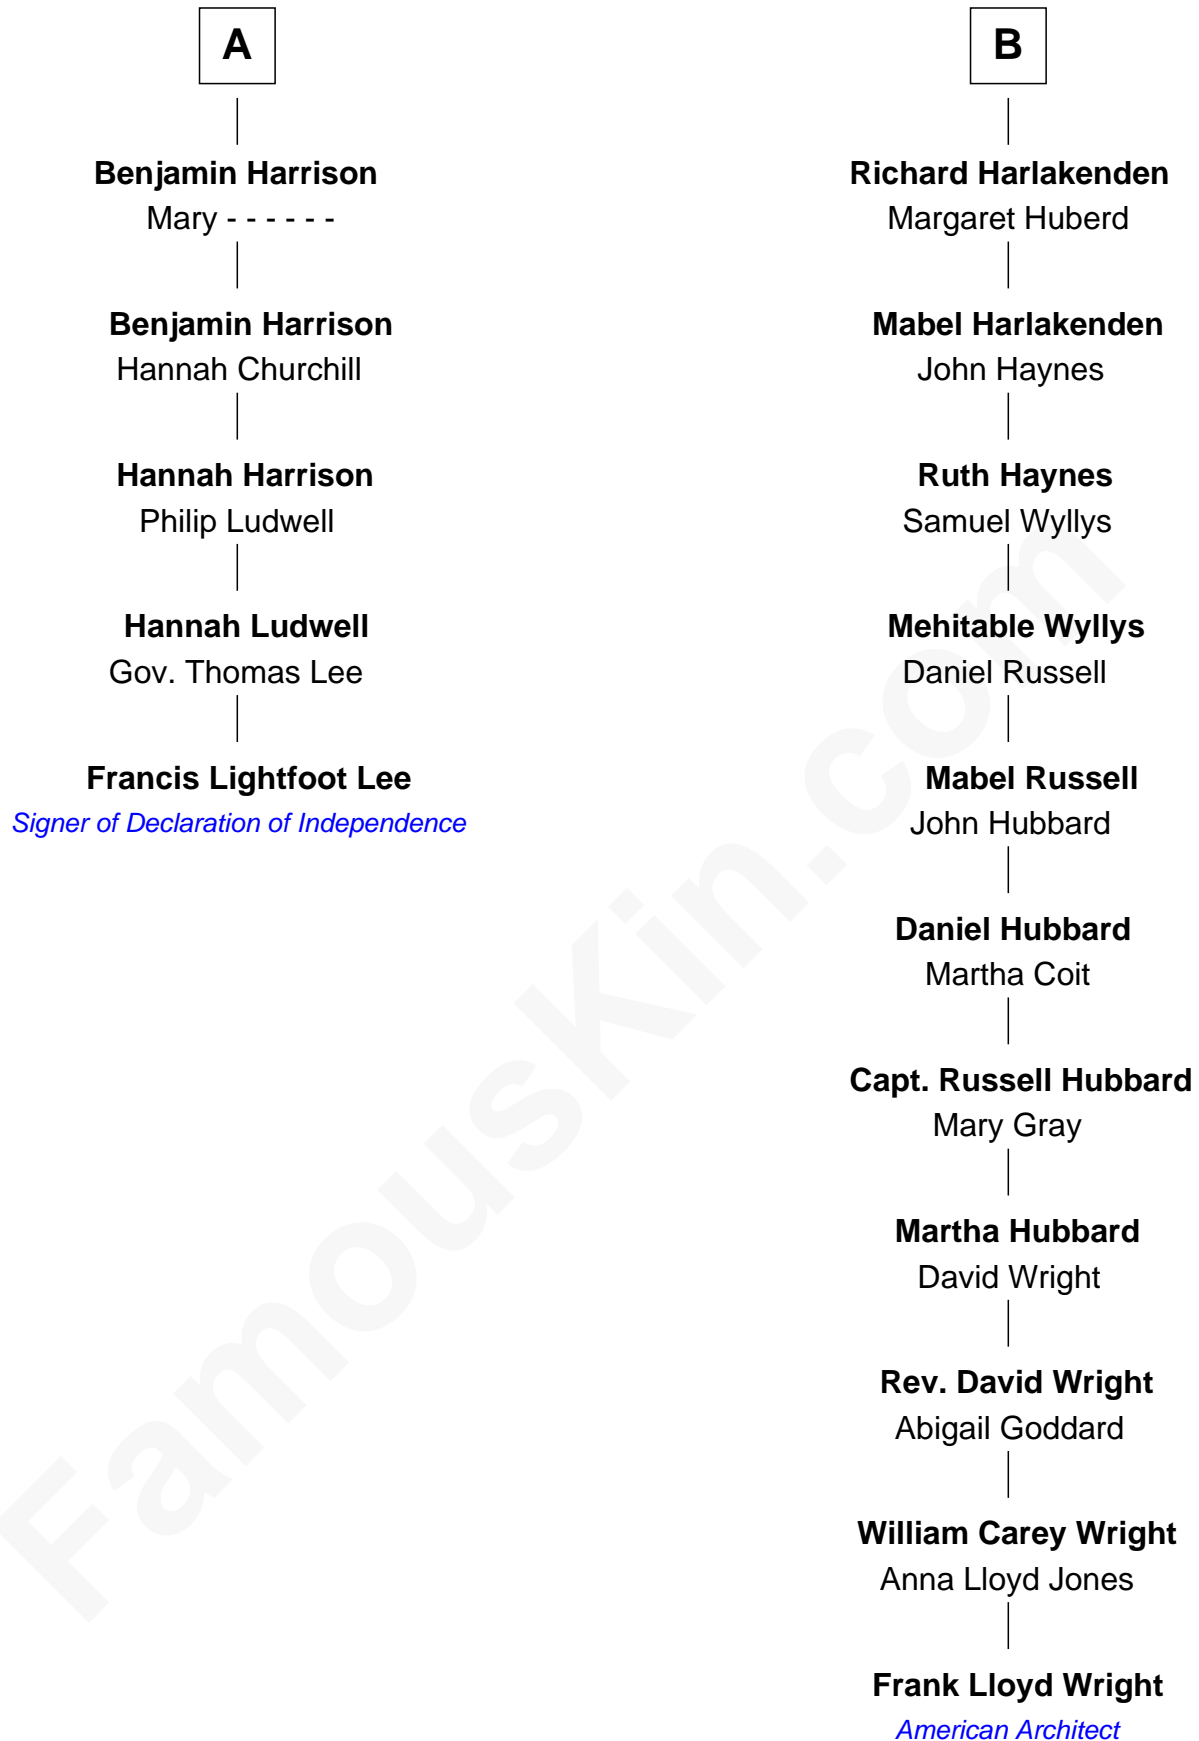 A
Benjamin Harrison
Mary - - - - - -
Benjamin Harrison
Hannah Churchill
Hannah Harrison
Philip Ludwell
Hannah Ludwell
Gov. Thomas Lee
Francis Lightfoot Lee
Signer of Declaration of Independence
B
Richard Harlakenden
Margaret Huberd
Mabel Harlakenden
John Haynes
Ruth Haynes
Samuel Wyllys
Mehitable Wyllys
Daniel Russell
Mabel Russell
John Hubbard
Daniel Hubbard
Martha Coit
Capt. Russell Hubbard
Mary Gray
Martha Hubbard
David Wright
Rev. David Wright
Abigail Goddard
William Carey Wright
Anna Lloyd Jones
Frank Lloyd Wright
American Architect
FamousKin.com